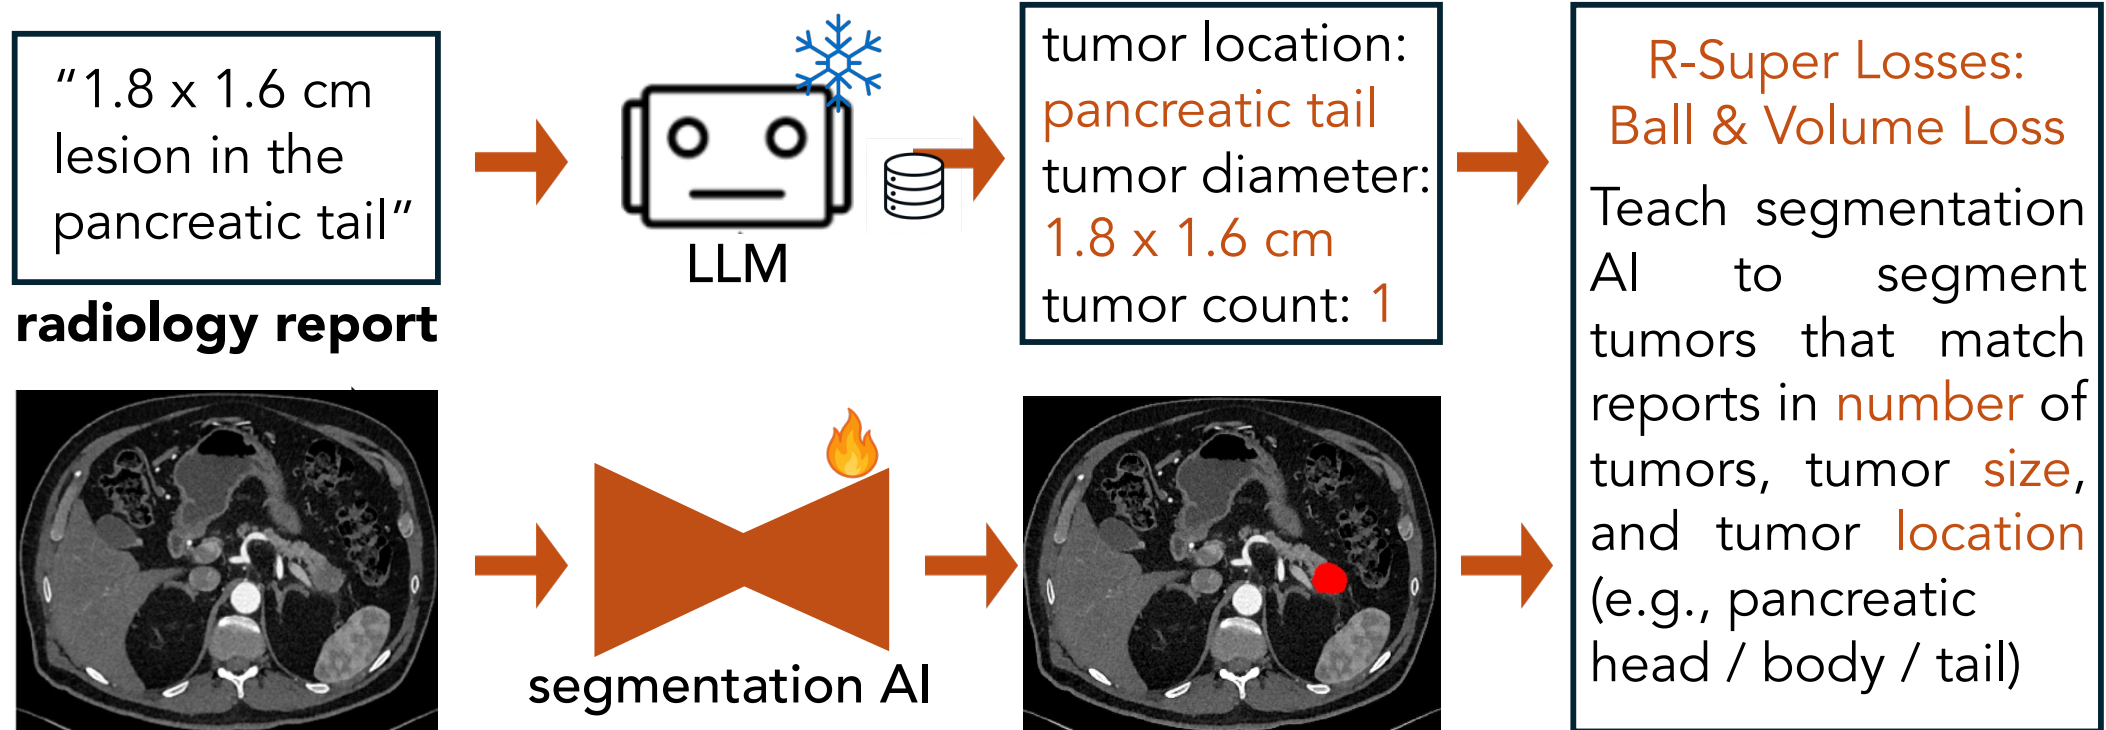 “1.8 x 1.6 cm
lesion in the
pancreatic tail”
radiology report
LLM
tumor location:
pancreatic tail
tumor diameter:
1.8 x 1.6 cm
tumor count: 1
segmentation AI
R-Super Losses:
Ball & Volume Loss
Teach segmentation
AI to segment
tumors that match
reports in number of
tumors, tumor size,
and tumor location
(e.g., pancreatic
head / body / tail)